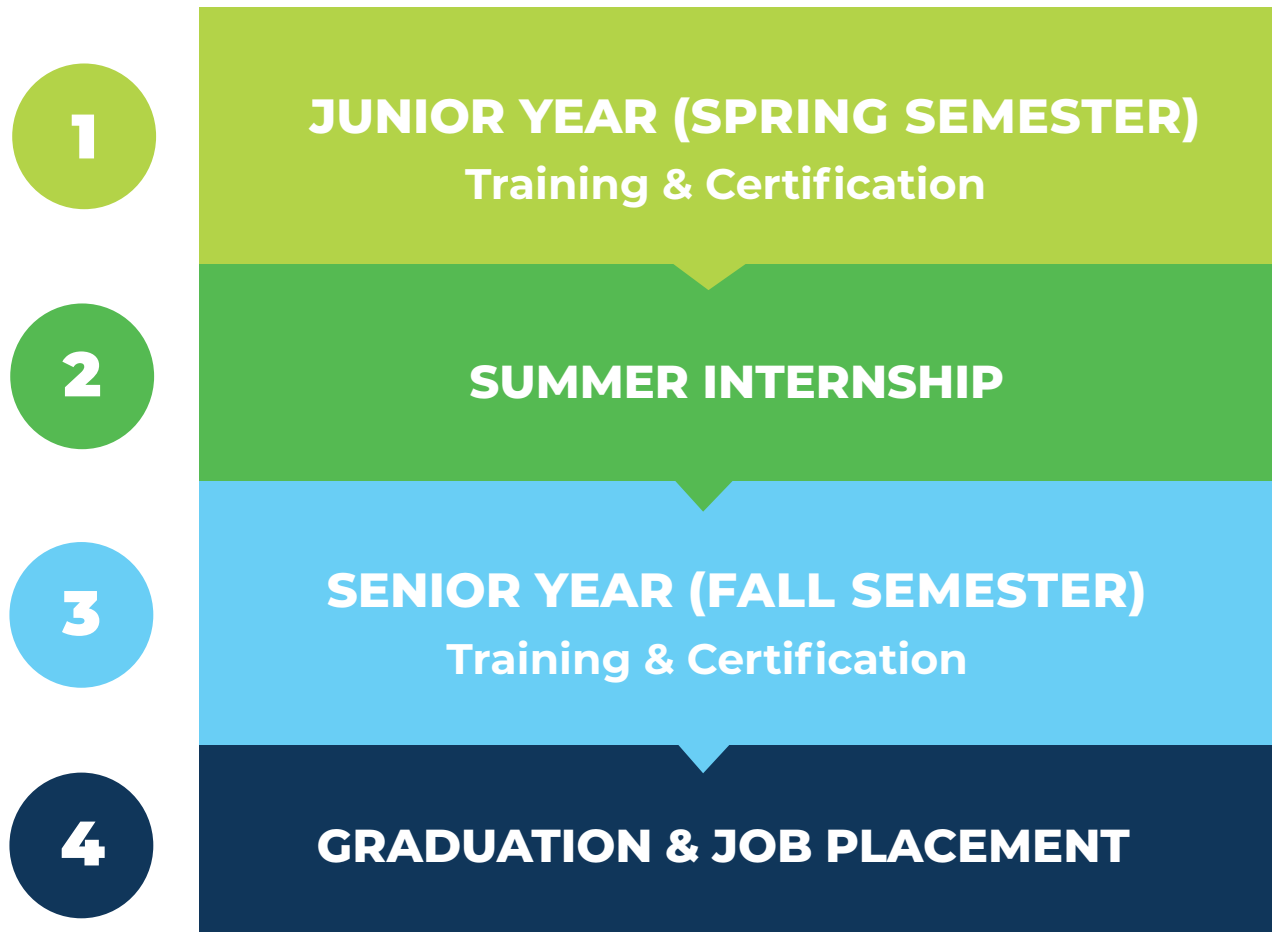 1
JUNIOR YEAR (SPRING SEMESTER)
Training & Certification
2
SUMMER INTERNSHIP
3
SENIOR YEAR (FALL SEMESTER)
Training & Certification
4
GRADUATION & JOB PLACEMENT